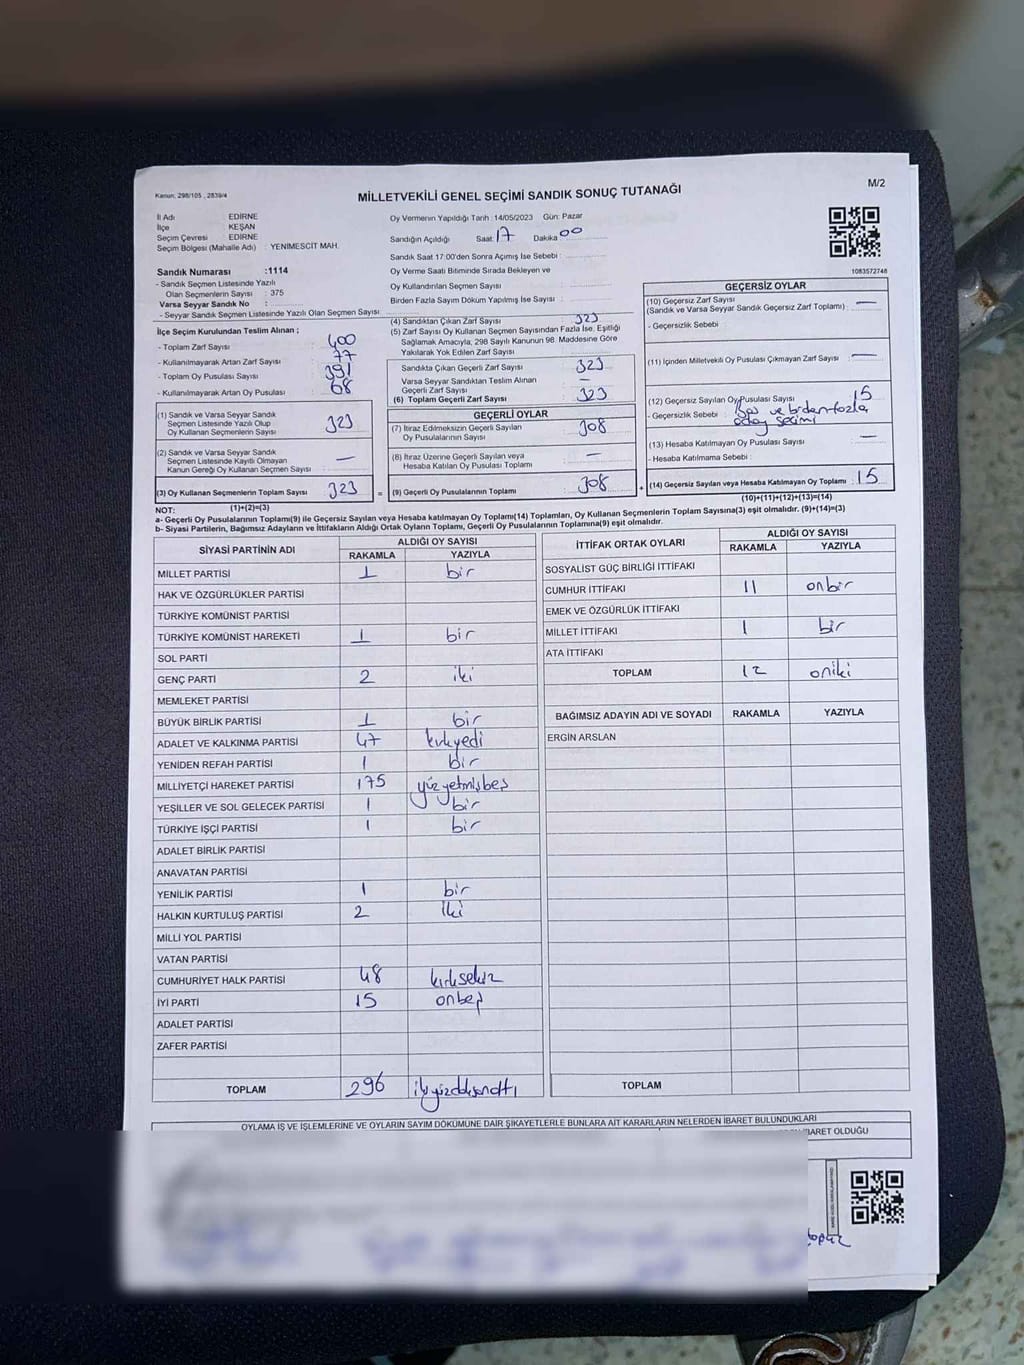 Kanun: 298/105 , 2839/4
MİLLETVEKİLİ GENEL SEÇİMİ SANDIK SONUÇ TUTANAĞI
M/2
İl Adı EDİRNE
İlçe KEŞAN
Seçim Çevresi EDİRNE
Seçim Bölgesi (Mahalle Adı) : YENIMESCIT MAH.
Sandık Numarası :1114
- Sandık Seçmen Listesinde Yazılı
Olan Seçmenlerin Sayısı : 375
Varsa Seyyar Sandık No :
- Seyyar Sandık Seçmen Listesinde Yazılı Olan Seçmen Sayısı
Oy Vermenin Yapıldığı Tarih :14/05/2023 Gün: Pazar
Sandığın Açıldığı Saat: 17 Dakika 00
Sandık Saat 17:00'den Sonra Açımış Ise Sebebi :
Oy Verme Saati Bitiminde Sırada Bekleyen ve
Oy Kullandırılan Seçmen Sayısı :
Birden Fazla Sayım Döküm Yapılmış İse Sayısı :
1083572748
İlçe Seçim Kurulundan Teslim Alınan ;
- Toplam Zarf Sayısı : 400
- Kullanılmayarak Artan Zarf Sayısı : 77
- Toplam Oy Pusulası Sayısı : 391
- Kullanılmayarak Artan Oy Pusulası : 68
(1) Sandık ve Varsa Seyyar Sandık
Seçmen Listesinde Yazılı Olup
Oy Kullanan Seçmenlerin Sayısı : 323
(2) Sandık ve Varsa Seyyar Sandık
Seçmen Listesinde Kayıtlı Olmayan
Kanun Gereği Oy Kullanan Seçmen Sayısı : —
(3) Oy Kullanan Seçmenlerin Toplam Sayısı 323 =
(1)+(2)=(3)
(4) Sandıktan Çıkan Zarf Sayısı : 323
(5) Zarf Sayısı Oy Kullanan Seçmen Sayısından Fazla İse, Eşitliği
Sağlamak Amacıyla, 298 Sayılı Kanunun 98. Maddesine Göre
Yakılarak Yok Edilen Zarf Sayısı
Sandıkta Çıkan Geçerli Zarf Sayısı : 323
Varsa Seyyar Sandıktan Teslim Alınan
Geçerli Zarf Sayısı : —
(6) Toplam Geçerli Zarf Sayısı : 323
GEÇERLİ OYLAR
(7) İtiraz Edilmeksizin Geçerli Sayılan
Oy Pusulalarının Sayısı : 308
(8) İtiraz Üzerine Geçerli Sayılan veya
Hesaba Katılan Oy Pusulası Toplamı : —
(9) Geçerli Oy Pusulalarının Toplamı : 308 +
GEÇERSİZ OYLAR
(10) Geçersiz Zarf Sayısı
(Sandık ve Varsa Seyyar Sandık Geçersiz Zarf Toplamı) : —
- Geçersizlik Sebebi :
(11) İçinden Milletvekili Oy Pusulası Çıkmayan Zarf Sayısı : —
(12) Geçersiz Sayılan Oy Pusulası Sayısı : 15
- Geçersizlik Sebebi : Boş ve birden fazla
aday seçimi
(13) Hesaba Katılmayan Oy Pusulası Sayısı : —
- Hesaba Katılmama Sebebi :
(14) Geçersiz Sayılan veya Hesaba Katılmayan Oy Toplamı : 15
(10)+(11)+(12)+(13)=(14)
NOT:
a- Geçerli Oy Pusulalarının Toplamı(9) ile Geçersiz Sayılan veya Hesaba Katılmayan Oy Toplamı(14) Toplamları, Oy Kullanan Seçmenlerin Toplam Sayısına(3) eşit olmalıdır. (9)+(14)=(3)
b- Siyasi Partilerin, Bağımsız Adayların ve İttifakların Aldığı Ortak Oyların Toplamı, Geçerli Oy Pusulalarının Toplamına(9) eşit olmalıdır.
SİYASİ PARTİNİN ADI ALDIĞI OY SAYISI
RAKAMLA YAZIYLA
MİLLET PARTİSİ 1 bir
HAK VE ÖZGÜRLÜKLER PARTİSİ
TÜRKİYE KOMÜNİST PARTİSİ
TÜRKİYE KOMÜNİST HAREKETİ 1 bir
SOL PARTİ
GENÇ PARTİ 2 iki
MEMLEKET PARTİSİ
BÜYÜK BİRLİK PARTİSİ 1 bir
ADALET VE KALKINMA PARTİSİ 47 kırkyedi
YENİDEN REFAH PARTİSİ 1 bir
MİLLİYETÇİ HAREKET PARTİSİ 175 yüzyetmişbeş
YEŞİLLER VE SOL GELECEK PARTİSİ 1 bir
TÜRKİYE İŞÇİ PARTİSİ 1 bir
ADALET BİRLİK PARTİSİ
ANAVATAN PARTİSİ
YENİLİK PARTİSİ 1 bir
HALKIN KURTULUŞ PARTİSİ 2 iki
MİLLİ YOL PARTİSİ
VATAN PARTİSİ
CUMHURİYET HALK PARTİSİ 48 kırksekiz
İYİ PARTİ 15 onbeş
ADALET PARTİSİ
ZAFER PARTİSİ
TOPLAM 296 ikiyüzdoksanaltı
İTTİFAK ORTAK OYLARI ALDIĞI OY SAYISI
RAKAMLA YAZIYLA
SOSYALİST GÜÇ BİRLİĞİ İTTİFAKI
CUMHUR İTTİFAKI 11 onbir
EMEK VE ÖZGÜRLÜK İTTİFAKI
MİLLET İTTİFAKI 1 bir
ATA İTTİFAKI
TOPLAM 12 oniki
BAĞIMSIZ ADAYIN ADI VE SOYADI RAKAMLA YAZIYLA
ERGIN ARSLAN
TOPLAM
OYLAMA İŞ VE İŞLEMLERİNE VE OYLARIN SAYIM DÖKÜMÜNE DAİR ŞİKAYETLERLE BUNLARA AİT KARARLARIN NELERDEN İBARET BULUNDUKLARI
İBARET OLDUĞU